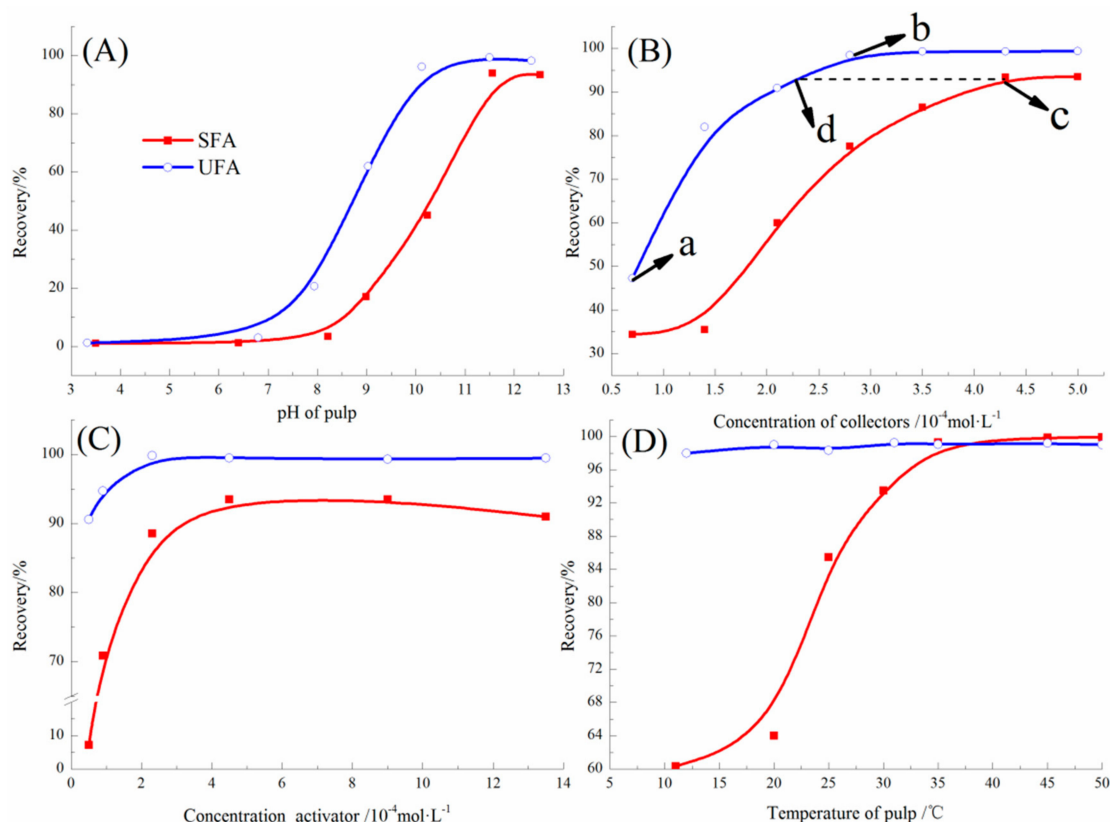 (A)
100
80
60
40
20
0
Recovery/%
SFA
UFA
3 4 5 6 7 8 9 10 11 12 13
pH of pulp
(B)
100
90
80
70
60
50
40
30
Recovery/%
a
b
c
d
0.5 1.0 1.5 2.0 2.5 3.0 3.5 4.0 4.5 5.0
Concentration of collectors /10⁻⁴mol·L⁻¹
(C)
100
90
80
70
10
0
Recovery/%
0 2 4 6 8 10 12 14
Concentration activator /10⁻⁴mol·L⁻¹
(D)
100
96
92
88
84
80
76
72
68
64
60
Recovery/%
10 15 20 25 30 35 40 45 50
Temperature of pulp /℃